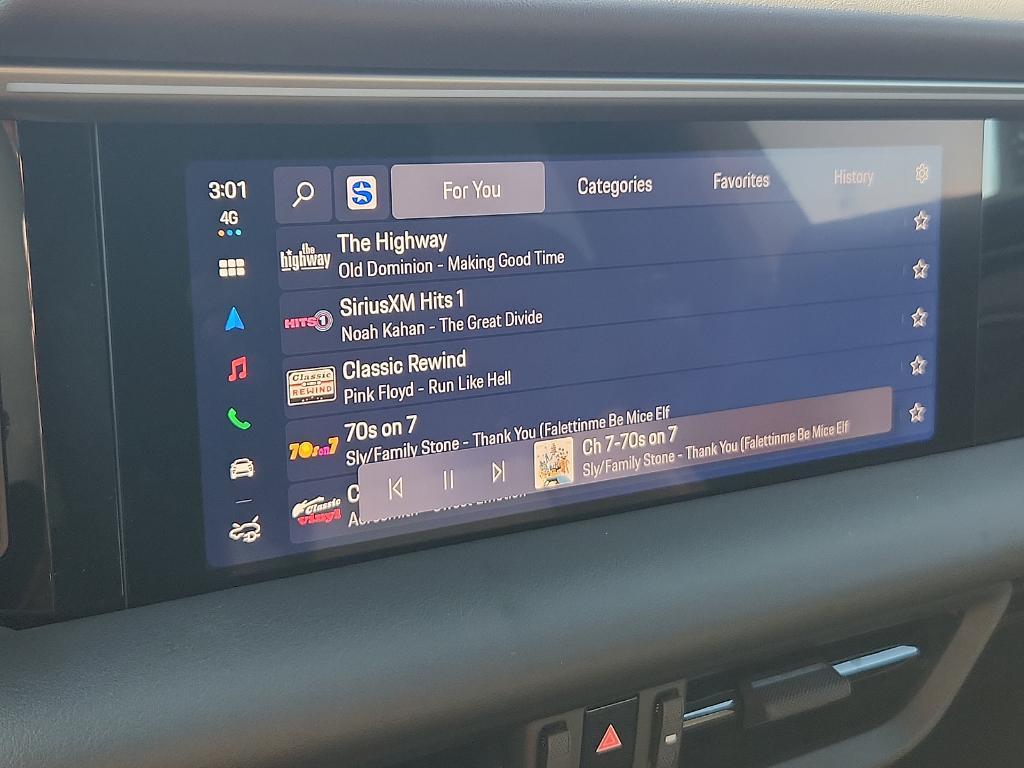 3:01
4G
For You
Categories
Favorites
History
the highway
The Highway
Old Dominion - Making Good Time
HITS 1
SiriusXM Hits 1
Noah Kahan - The Great Divide
Classic
REWIND
Classic Rewind
Pink Floyd - Run Like Hell
70s on 7
70s on 7
Sly/Family Stone - Thank You (Falettinme Be Mice Elf
Ch 7-70s on 7
Sly/Family Stone - Thank You (Falettinme Be Mice Elf
Classic
Vinyl